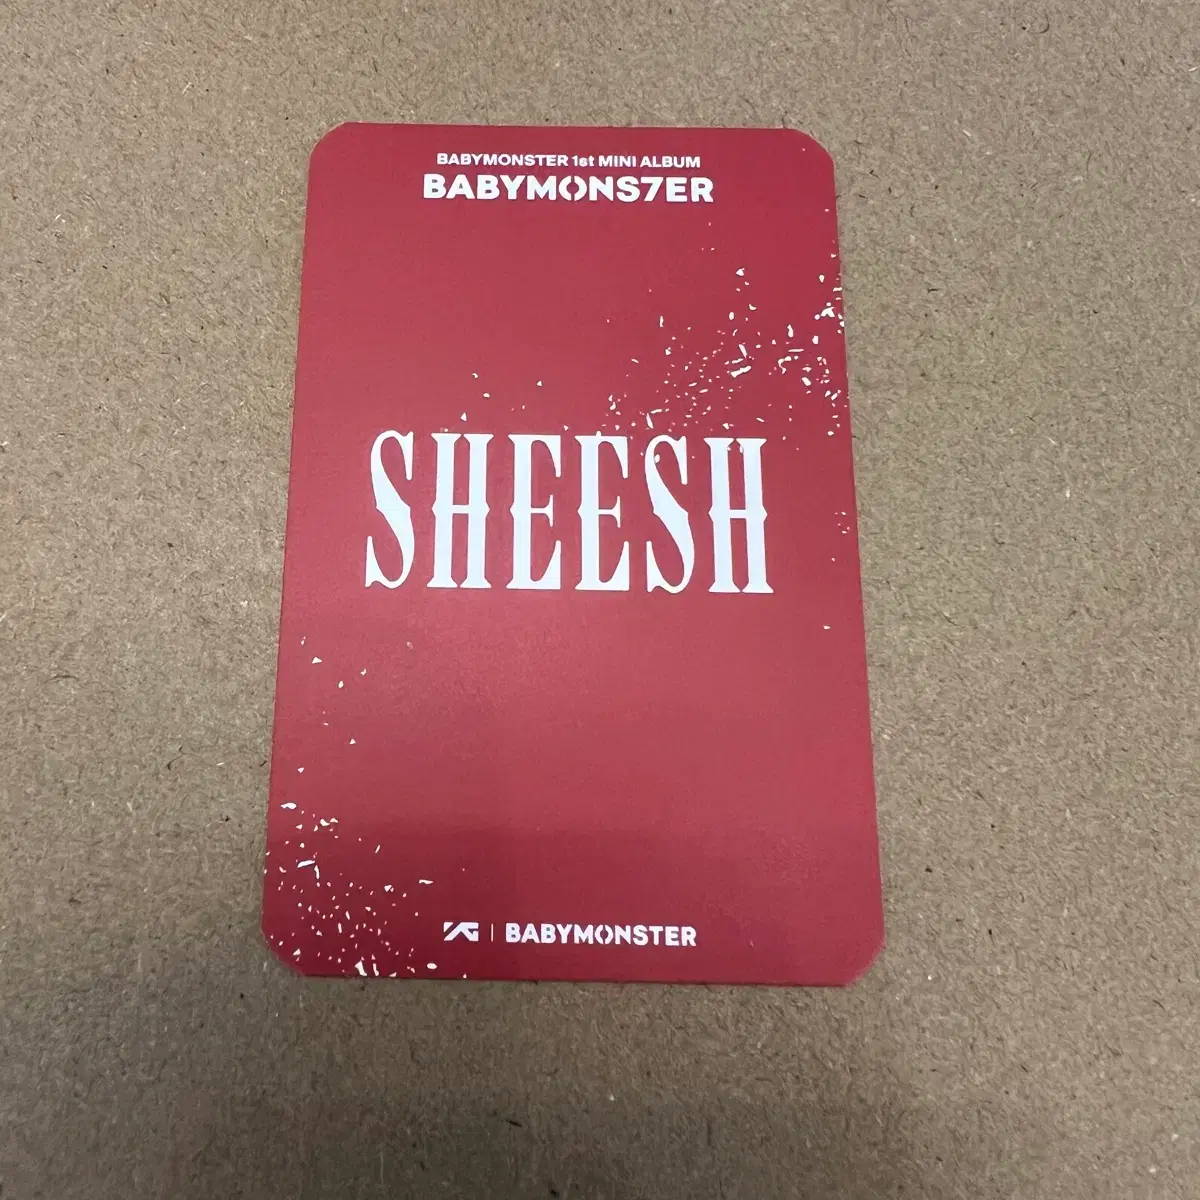 BABYMONSTER 1st MINI ALBUM
BABYMONS7ER
SHEESH
YG | BABYMONSTER